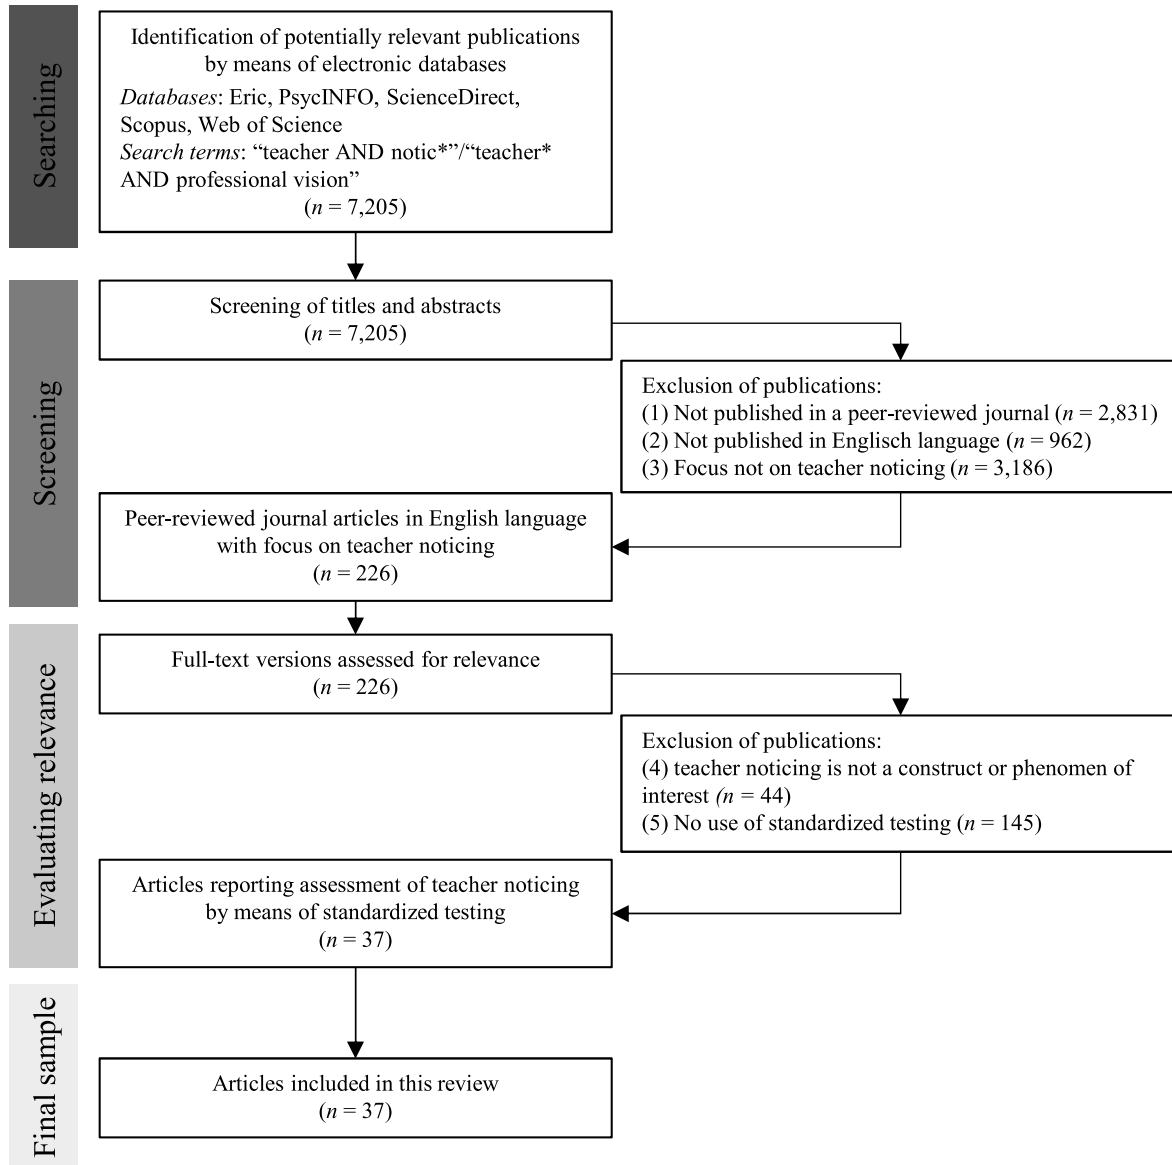 Searching
Identification of potentially relevant publications
by means of electronic databases
Databases: Eric, PsycINFO, ScienceDirect,
Scopus, Web of Science
Search terms: “teacher AND notic*”/“teacher*
AND professional vision”
(n = 7,205)
Screening
Screening of titles and abstracts
(n = 7,205)
Exclusion of publications:
(1) Not published in a peer-reviewed journal (n = 2,831)
(2) Not published in Englisch language (n = 962)
(3) Focus not on teacher noticing (n = 3,186)
Peer-reviewed journal articles in English language
with focus on teacher noticing
(n = 226)
Evaluating relevance
Full-text versions assessed for relevance
(n = 226)
Exclusion of publications:
(4) teacher noticing is not a construct or phenomen of
interest (n = 44)
(5) No use of standardized testing (n = 145)
Articles reporting assessment of teacher noticing
by means of standardized testing
(n = 37)
Final sample
Articles included in this review
(n = 37)